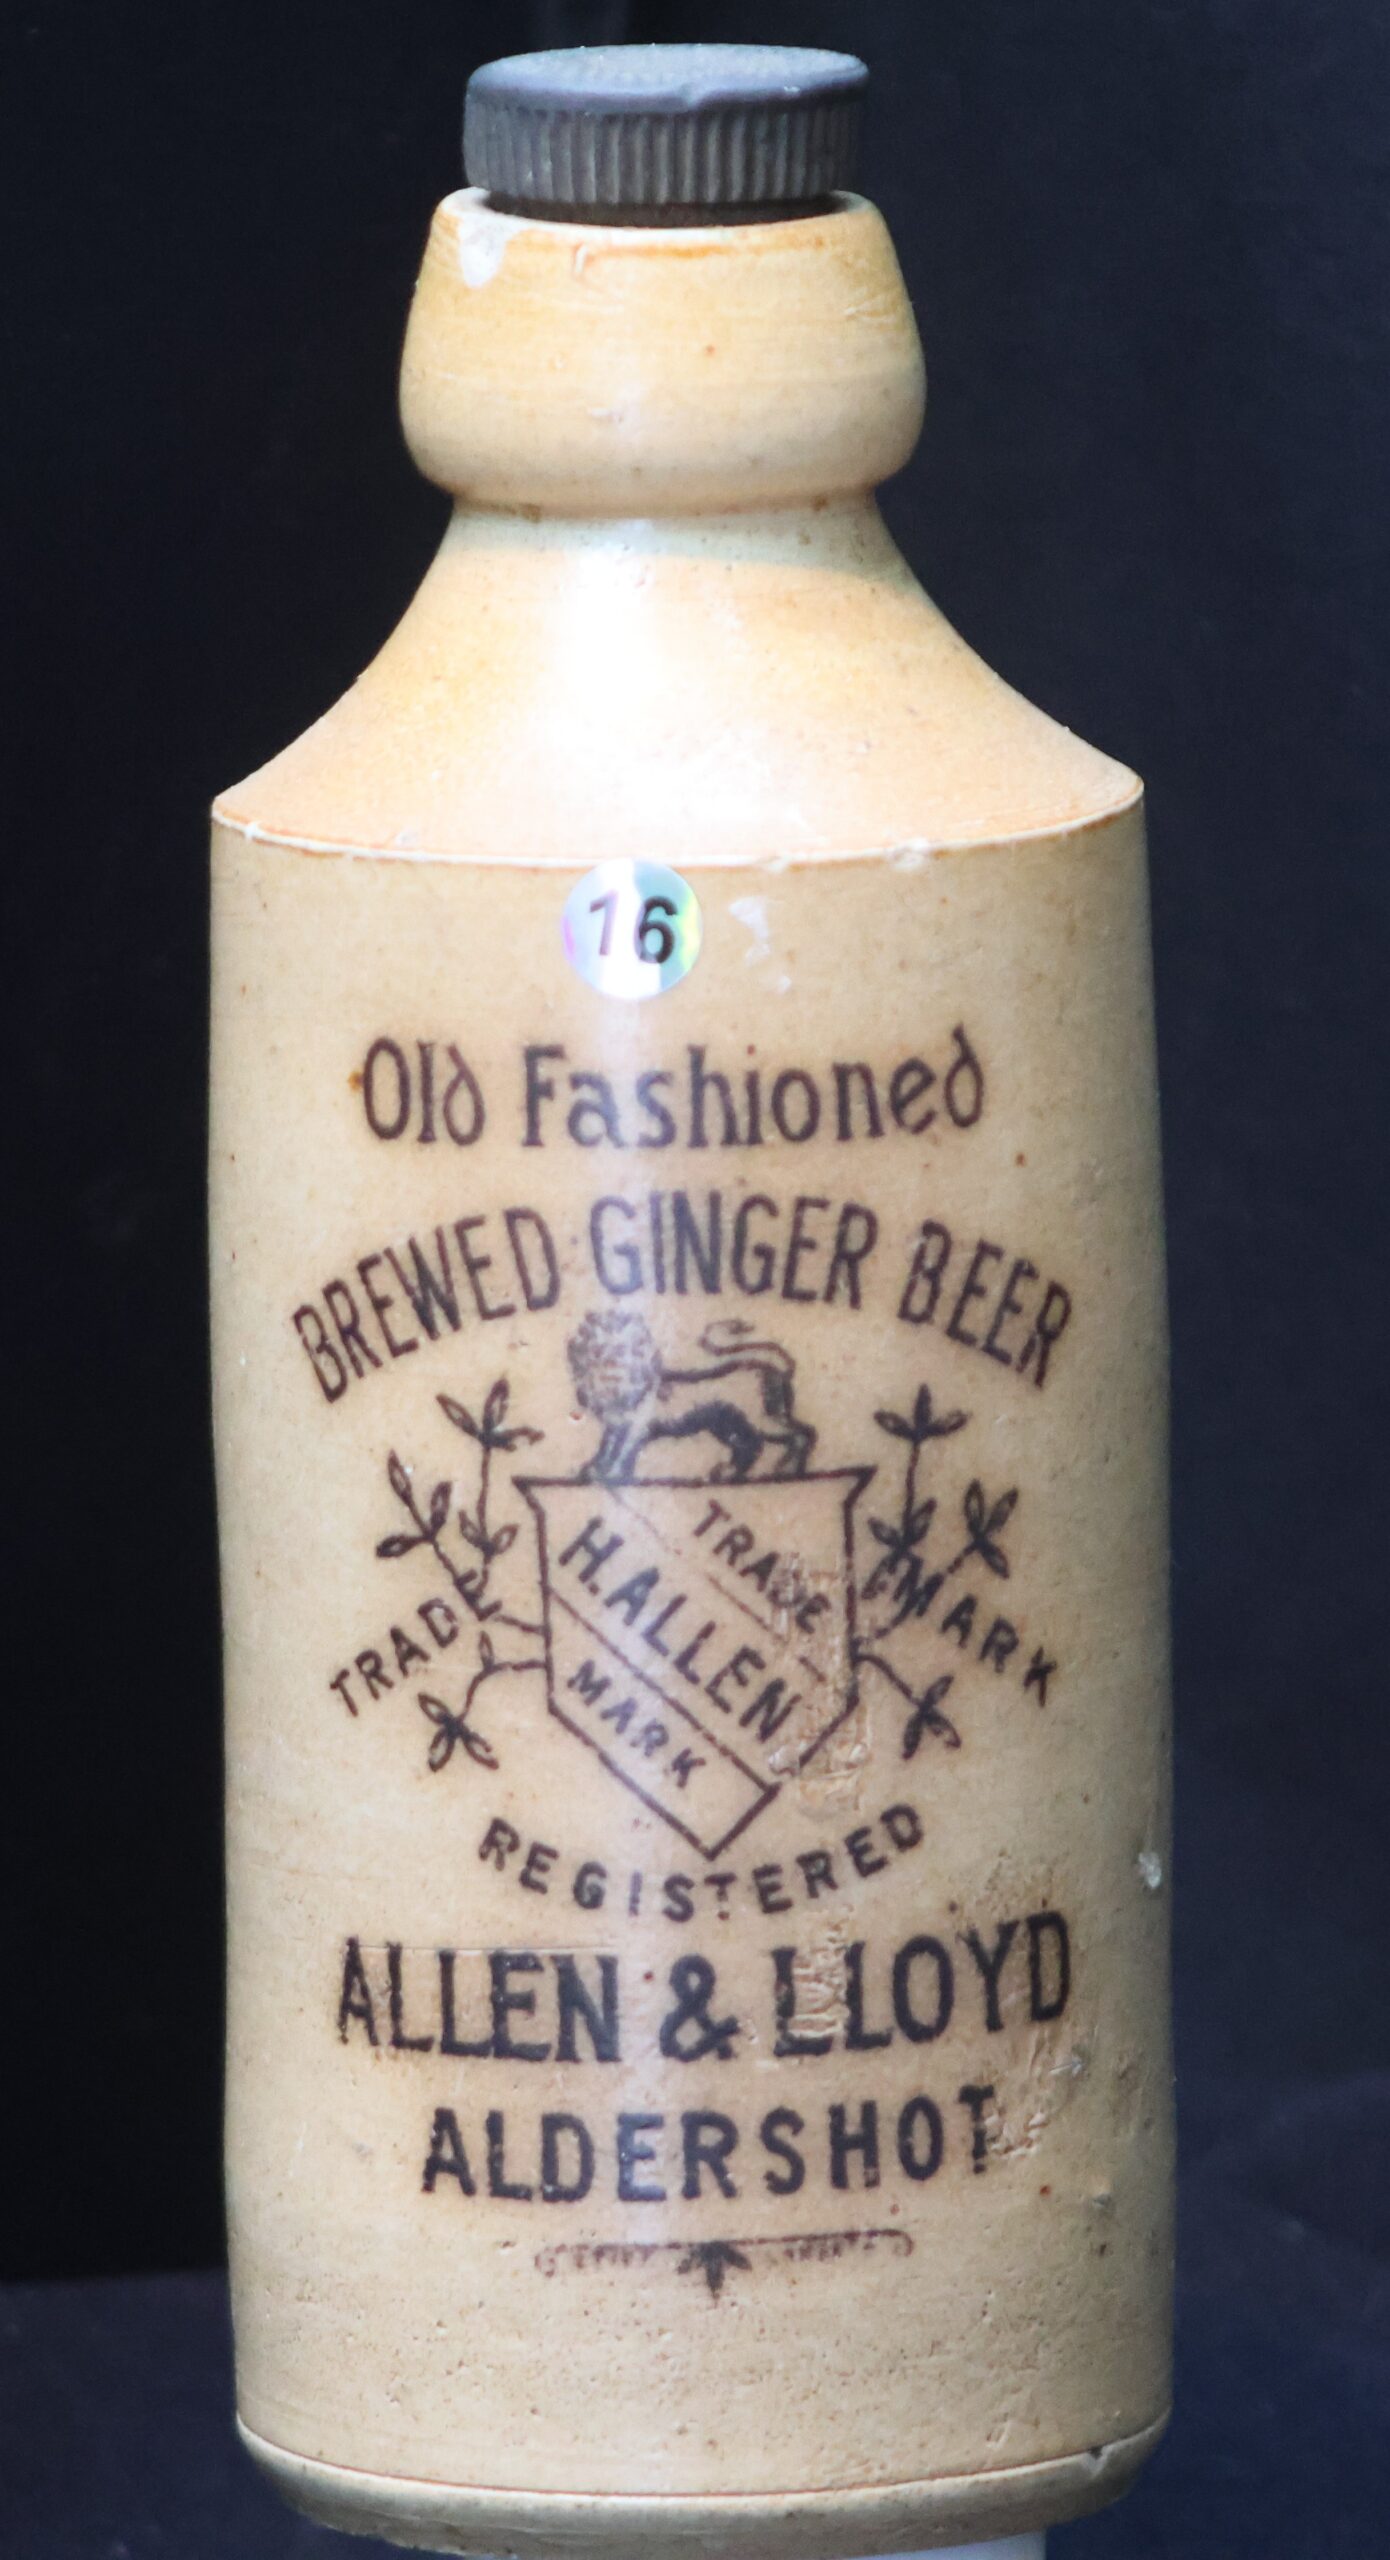 16
Old Fashioned
BREWED GINGER BEER
TRADE
H.ALLEN
MARK
TRADE MARK
REGISTERED
ALLEN & LLOYD
ALDERSHOT